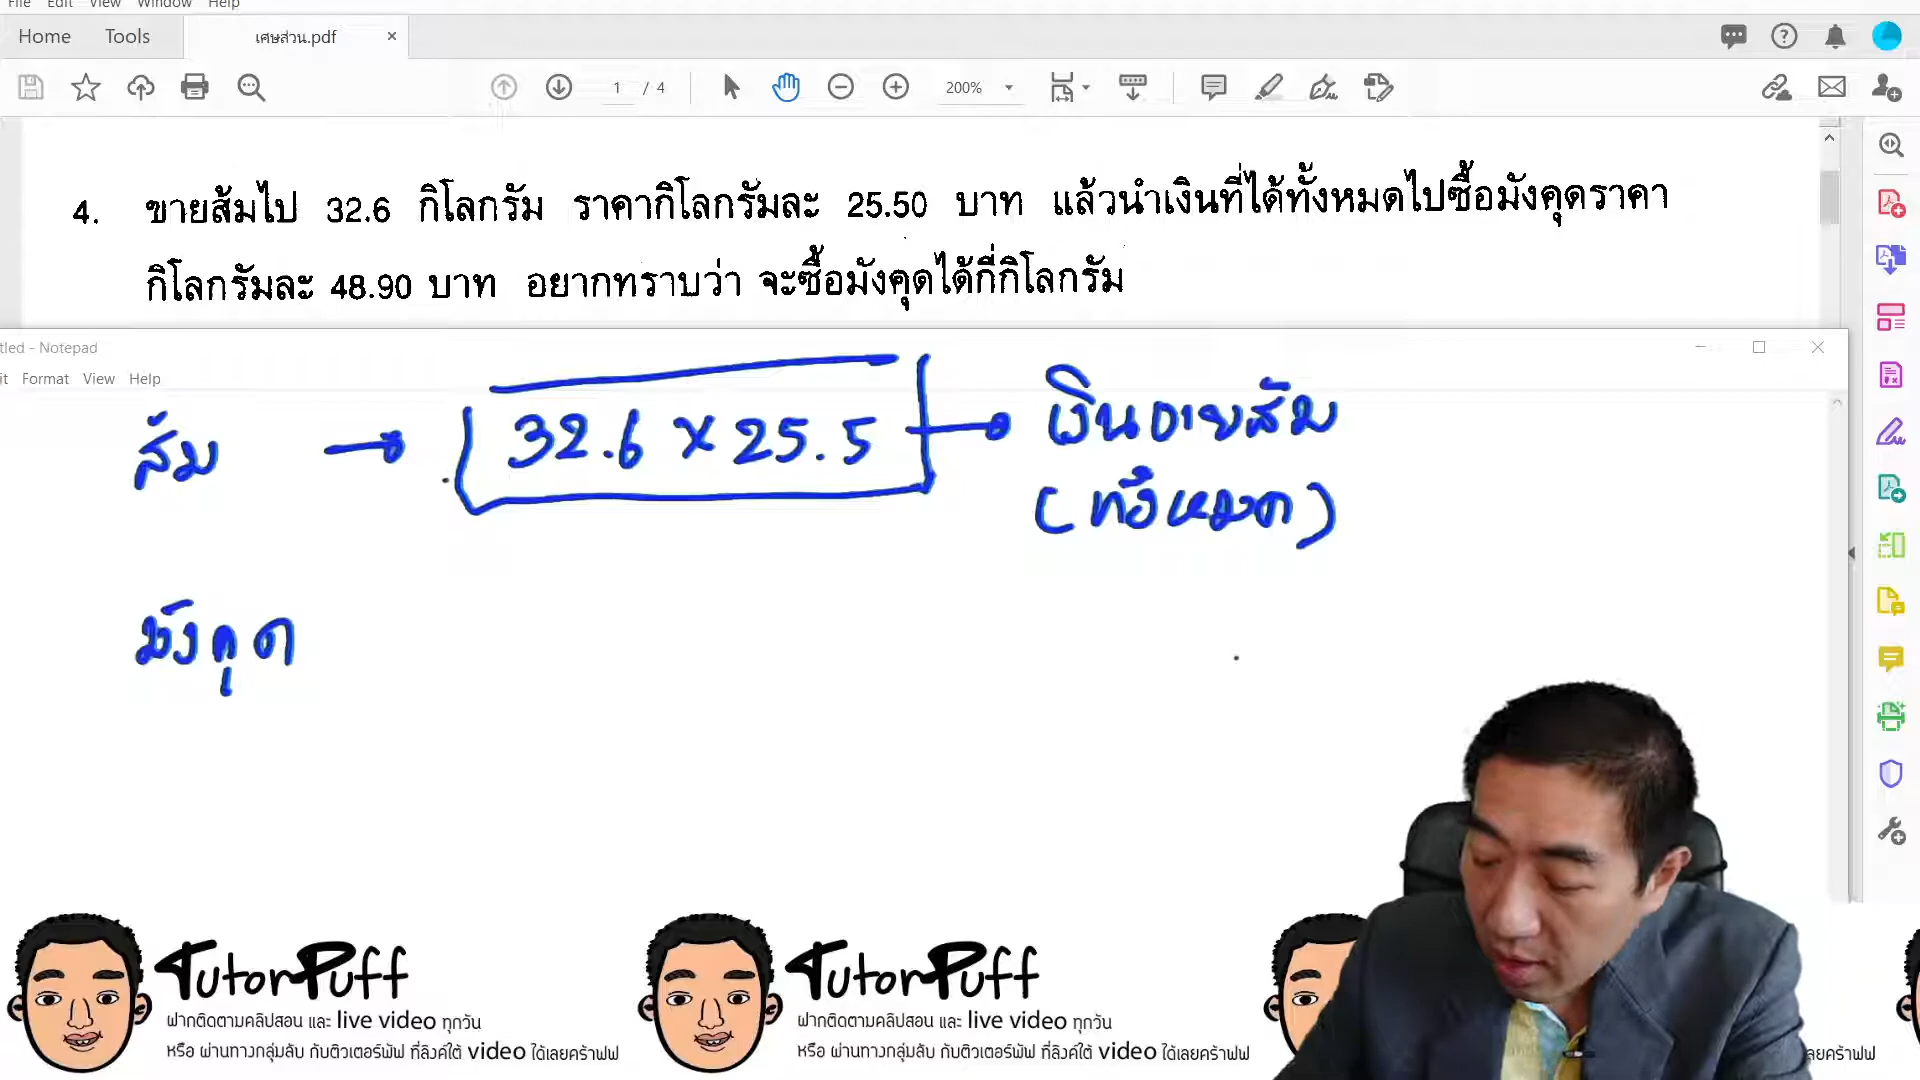 File Edit View Window Help
Home Tools เศษส่วน.pdf ×
1 / 4 200%
4. ขายส้มไป 32.6 กิโลกรัม ราคากิโลกรัมละ 25.50 บาท แล้วนำเงินที่ได้ทั้งหมดไปซื้อมังคุดราคา
กิโลกรัมละ 48.90 บาท อยากทราบว่า จะซื้อมังคุดได้กี่กิโลกรัม
tled - Notepad
it Format View Help
ส้ม 32.6 × 25.5 เงินขายส้ม
(ทั้งหมด)
มังคุด
TutorPuff TutorPuff
ฝากติดตามคลิปสอน และ live video ทุกวัน ฝากติดตามคลิปสอน และ live video ทุกวัน
หรือ ผ่านทางกลุ่มลับ กับติวเตอร์พัฟ ที่ลิงค์ใต้ video ได้เลยคร้าฟฟ หรือ ผ่านทางกลุ่มลับ กับติวเตอร์พัฟ ที่ลิงค์ใต้ video ได้เลยคร้าฟฟ ลยคร้าฟฟ